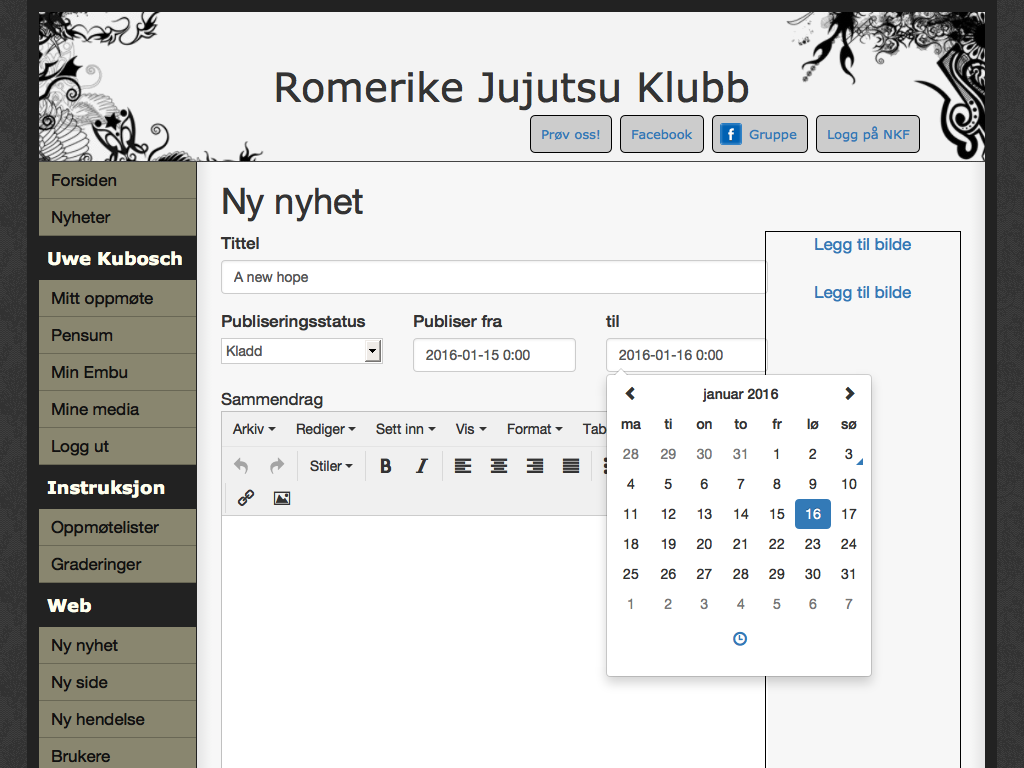 Romerike Jujutsu Klubb
Prøv oss! Facebook Gruppe Logg på NKF
Forsiden
Nyheter
Uwe Kubosch
Mitt oppmøte
Pensum
Min Embu
Mine media
Logg ut
Instruksjon
Oppmøtelister
Graderinger
Web
Ny nyhet
Ny side
Ny hendelse
Brukere
Ny nyhet
Tittel
A new hope
Publiseringsstatus Publiser fra til
Kladd 2016-01-15 0:00 2016-01-16 0:00
Sammendrag
Arkiv Rediger Sett inn Vis Format Tab
Stiler B I
januar 2016
ma ti on to fr lø sø
28 29 30 31 1 2 3
4 5 6 7 8 9 10
11 12 13 14 15 16 17
18 19 20 21 22 23 24
25 26 27 28 29 30 31
1 2 3 4 5 6 7
Legg til bilde
Legg til bilde